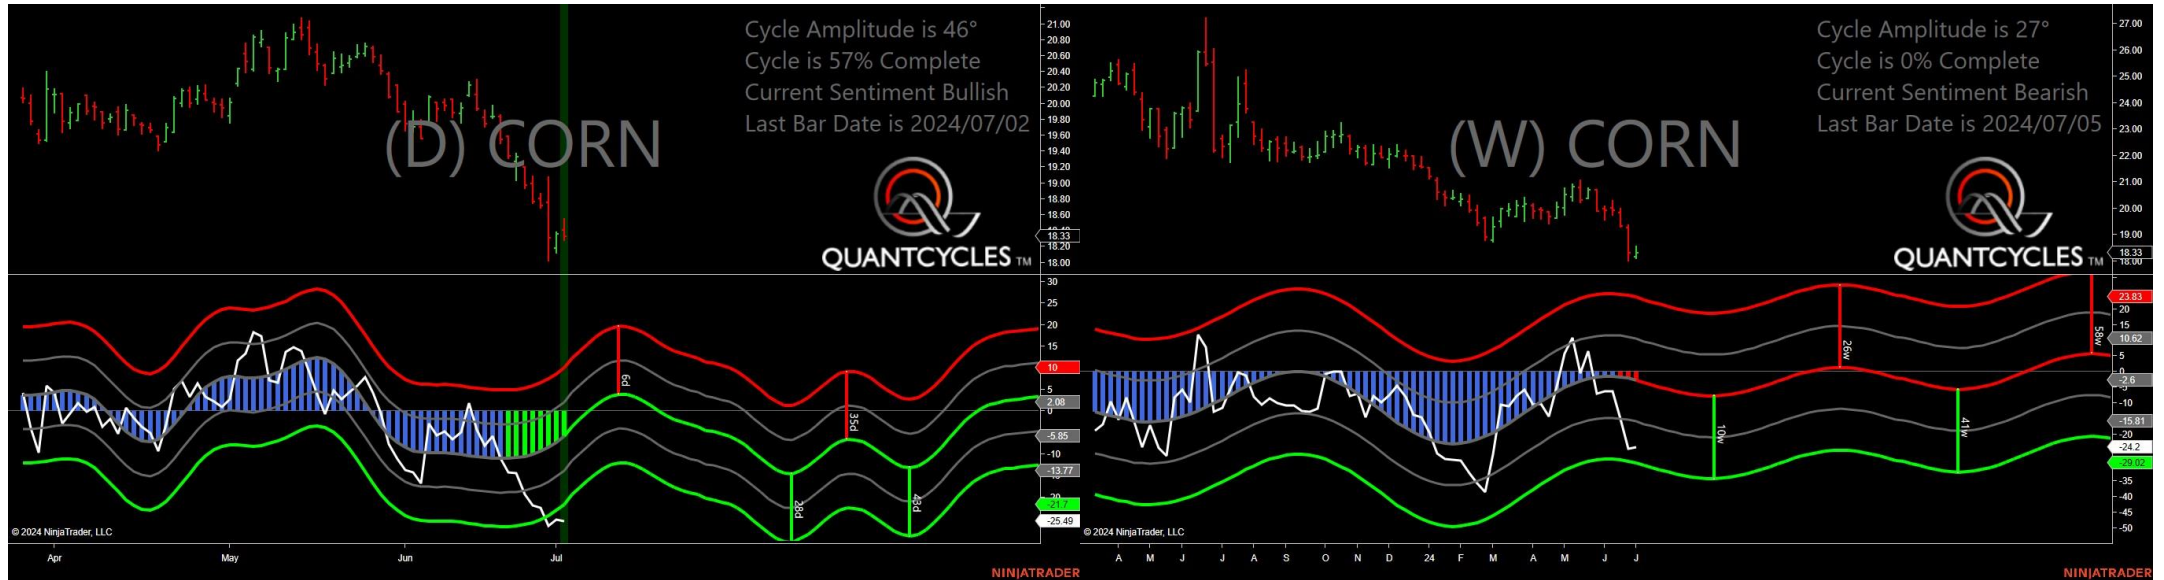 Cycle Amplitude is 46°
Cycle is 57% Complete
Current Sentiment Bullish
Last Bar Date is 2024/07/02
(D) CORN
QUANTCYCLES TM
21.00
20.80
20.60
20.40
20.20
20.00
19.80
19.60
19.40
19.20
19.00
18.80
18.60
18.33
18.20
18.00
30
25
20
15
10
5
2.08
0
-5.85
-10
-13.77
-21.7
-25.49
6d
28d
35d
43d
© 2024 NinjaTrader, LLC
Apr May Jun Jul
NINJATRADER
Cycle Amplitude is 27°
Cycle is 0% Complete
Current Sentiment Bearish
Last Bar Date is 2024/07/05
(W) CORN
QUANTCYCLES TM
27.00
26.00
25.00
24.00
23.00
22.00
21.00
20.00
19.00
18.33
18.00
23.83
20
15
10.62
5
0
-2.6
-10
-15.81
-20
-24.2
-29.02
-35
-40
-45
-50
10w
26w
41w
58w
© 2024 NinjaTrader, LLC
A M J J A S O N D 24 F M A M J J
NINJATRADER